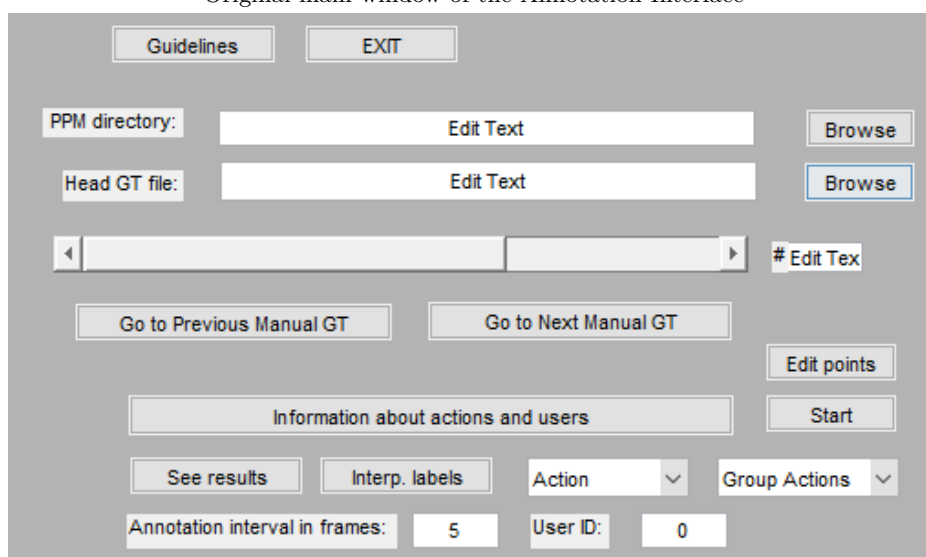 Original main window of the Annotation Interface
Guidelines EXIT
PPM directory: Edit Text Browse
Head GT file: Edit Text Browse
# Edit Tex
Go to Previous Manual GT Go to Next Manual GT
Edit points
Information about actions and users Start
See results Interp. labels Action Group Actions
Annotation interval in frames: 5 User ID: 0